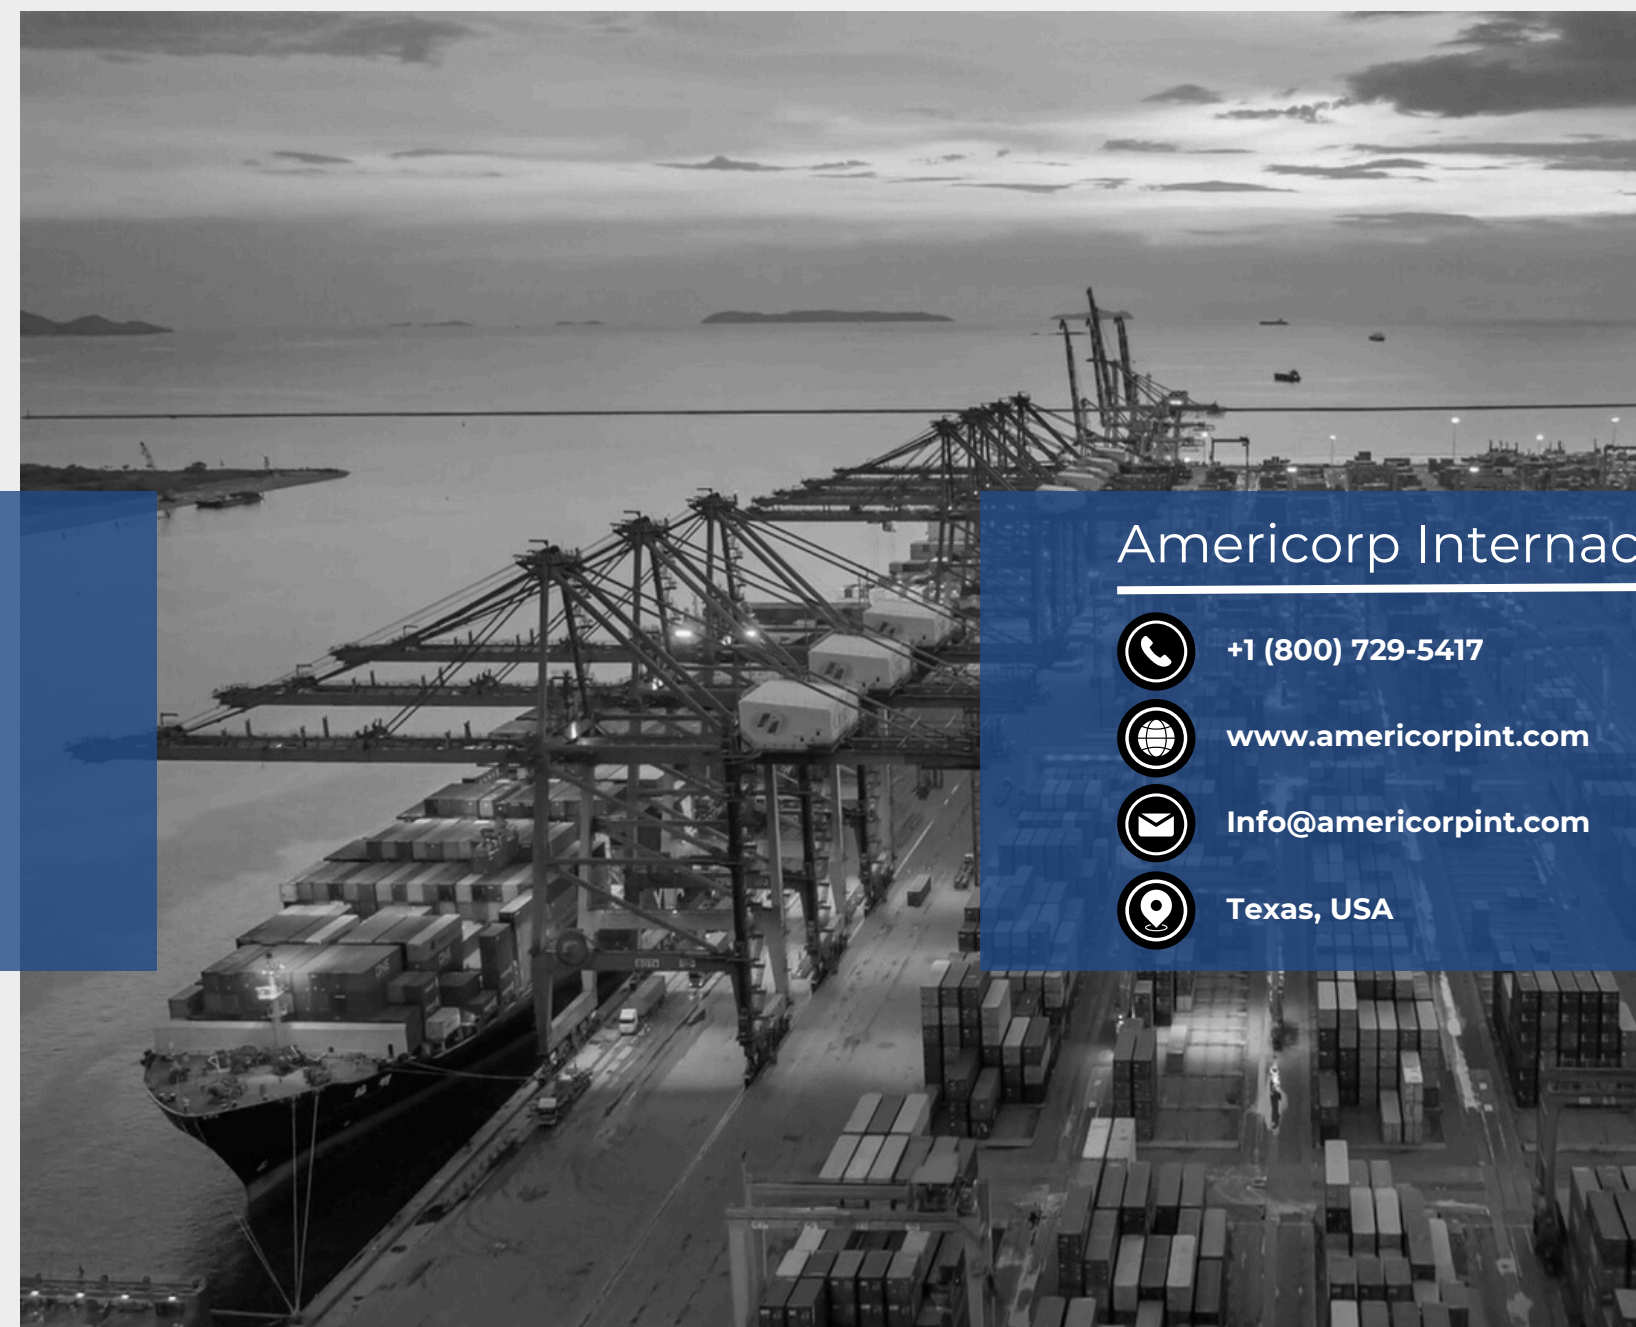 Americorp Internac
+1 (800) 729-5417
www.americorpint.com
Info@americorpint.com
Texas, USA